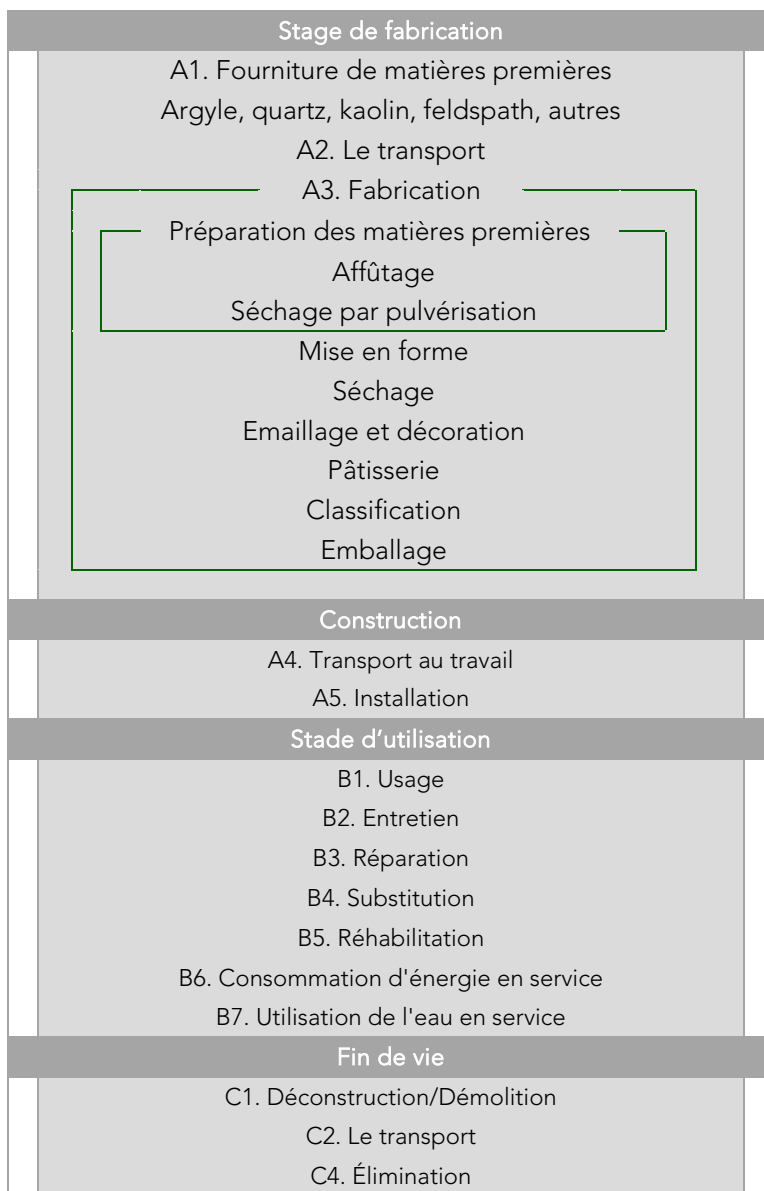 Stage de fabrication
A1. Fourniture de matières premières
Argyle, quartz, kaolin, feldspath, autres
A2. Le transport
A3. Fabrication
Préparation des matières premières
Affûtage
Séchage par pulvérisation
Mise en forme
Séchage
Emaillage et décoration
Pâtisserie
Classification
Emballage
Construction
A4. Transport au travail
A5. Installation
Stade d’utilisation
B1. Usage
B2. Entretien
B3. Réparation
B4. Substitution
B5. Réhabilitation
B6. Consommation d'énergie en service
B7. Utilisation de l'eau en service
Fin de vie
C1. Déconstruction/Démolition
C2. Le transport
C4. Élimination